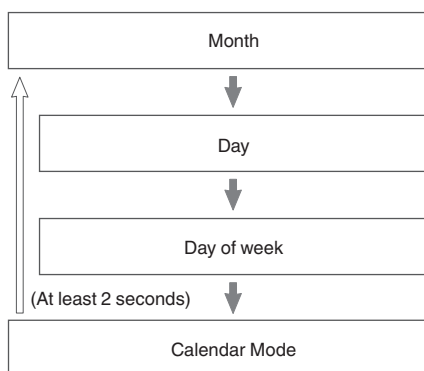 Month
Day
Day of week
(At least 2 seconds)
Calendar Mode